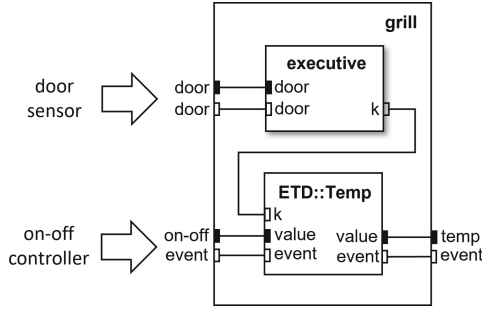 grill
executive
door
sensor
door door
door door k
ETD::Temp
k
on-off
controller
on-off value value temp
event event event event